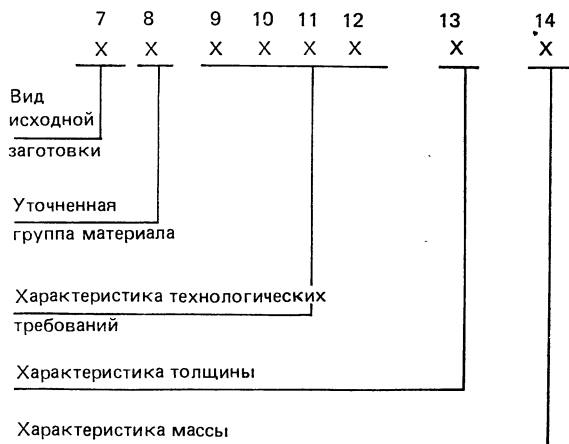 7 8 9 10 11 12 13 14
X X X X X X X X
Вид
исходной
заготовки
Уточненная
группа материала
Характеристика технологических
требований
Характеристика толщины
Характеристика массы